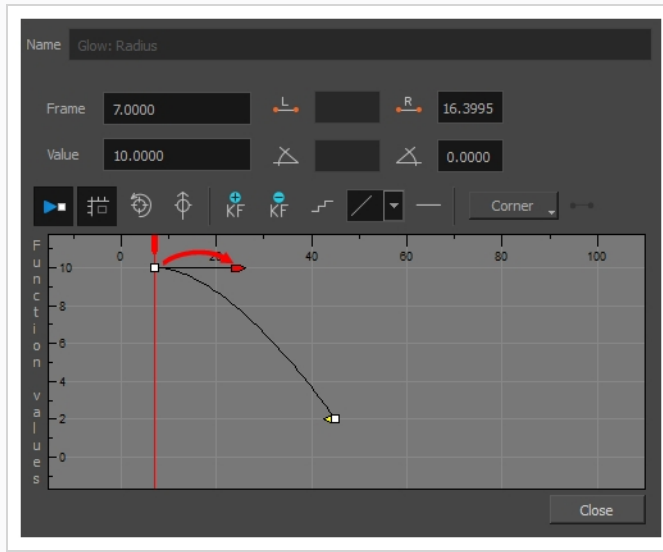 Name Glow: Radius
Frame 7.0000 L R 16.3995
Value 10.0000 0.0000
KF KF Corner
Function values
0 20 40 60 80 100
10
8
6
4
2
0
Close